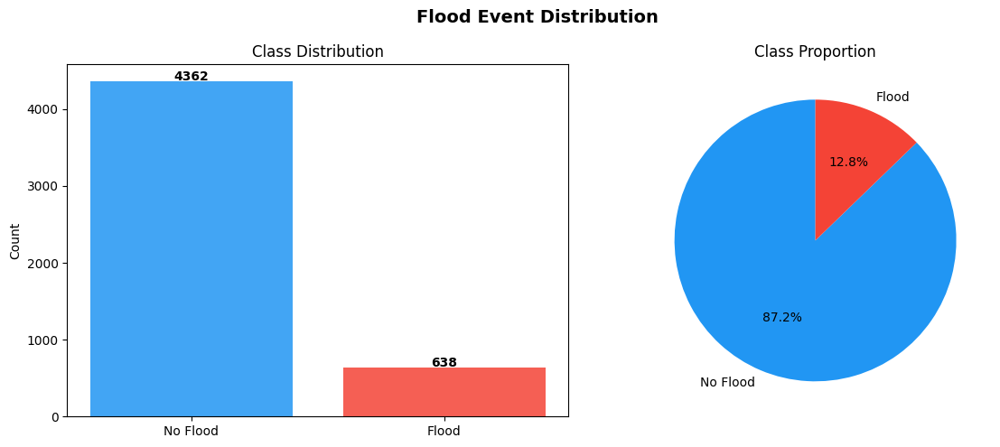 Flood Event Distribution
Class Distribution
4362
638
Count
4000
3000
2000
1000
0
No Flood
Flood
Class Proportion
Flood
12.8%
87.2%
No Flood